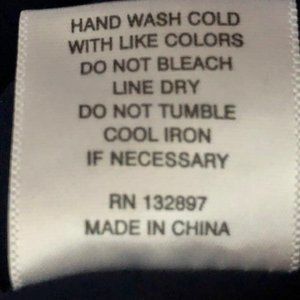 HAND WASH COLD
WITH LIKE COLORS
DO NOT BLEACH
LINE DRY
DO NOT TUMBLE
COOL IRON
IF NECESSARY
RN 132897
MADE IN CHINA